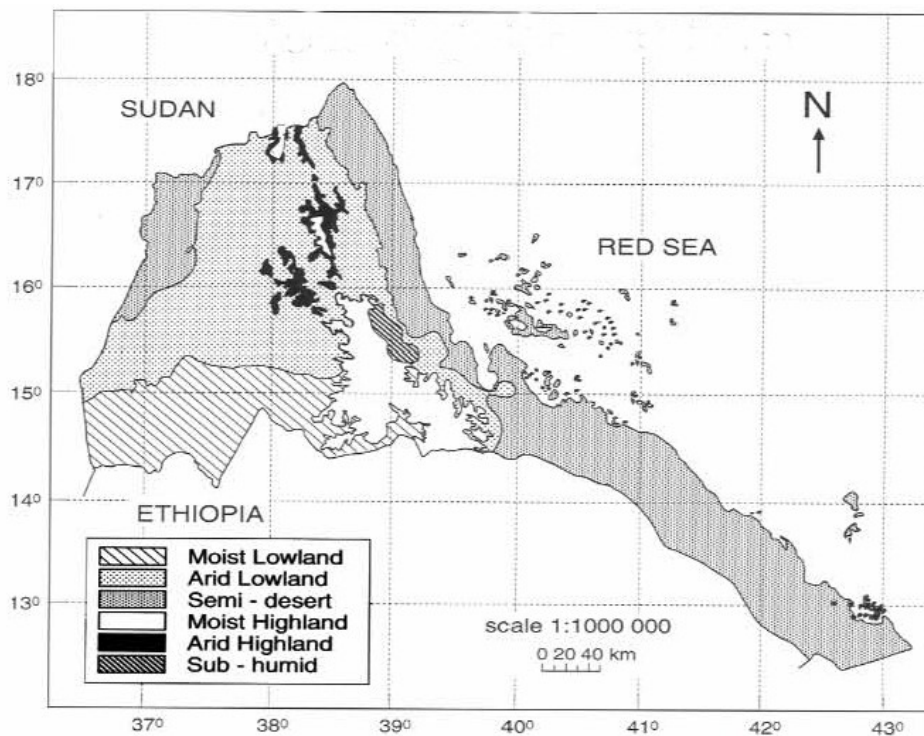 18⁰
SUDAN
N
17⁰
RED SEA
16⁰
15⁰
14⁰
ETHIOPIA
Moist Lowland
Arid Lowland
Semi - desert
Moist Highland
Arid Highland
Sub - humid
13⁰
scale 1:1000 000
0 20 40 km
37⁰ 38⁰ 39⁰ 40⁰ 41⁰ 42⁰ 43⁰